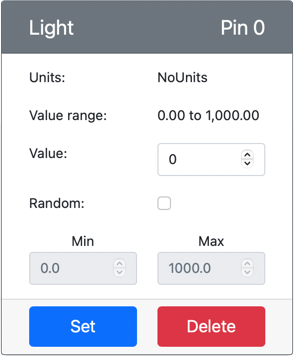 Light Pin 0
Units: NoUnits
Value range: 0.00 to 1,000.00
Value: 0
Random:
Min Max
0.0 1000.0
Set Delete